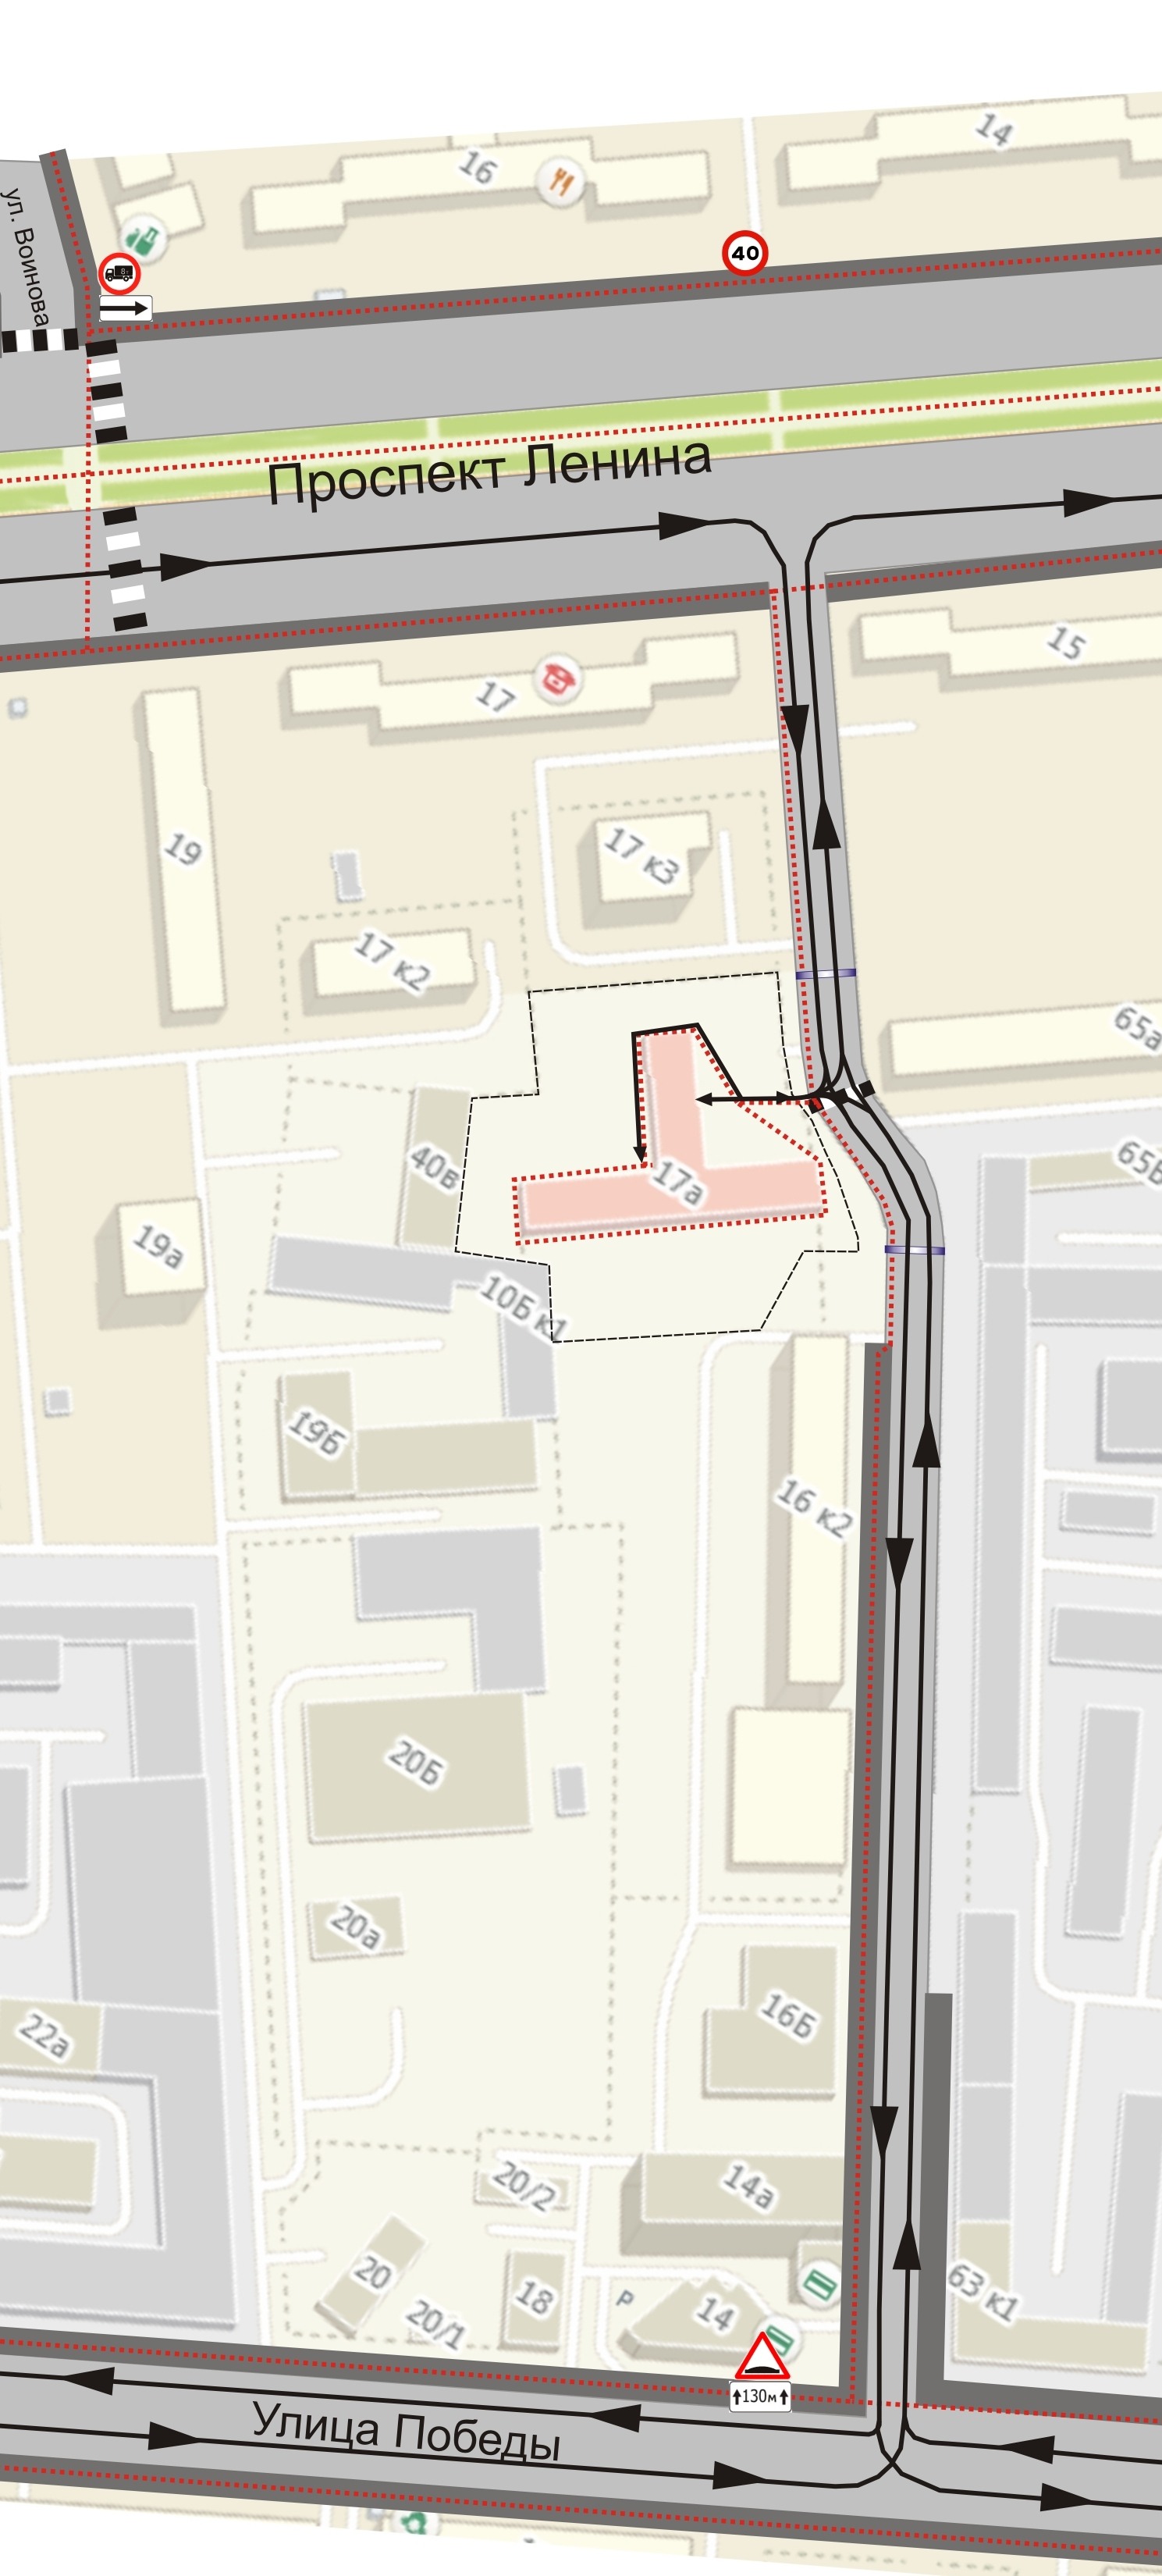 14
16
ул. Воинова
40
8т
Проспект Ленина
15
17
19
17 к3
17 к2
65а
40в
65в
17а
19а
10Б к1
19Б
16 к2
20Б
20а
16Б
22а
20/2
14а
20
18
P
14
63 к1
20/1
130м
Улица Победы